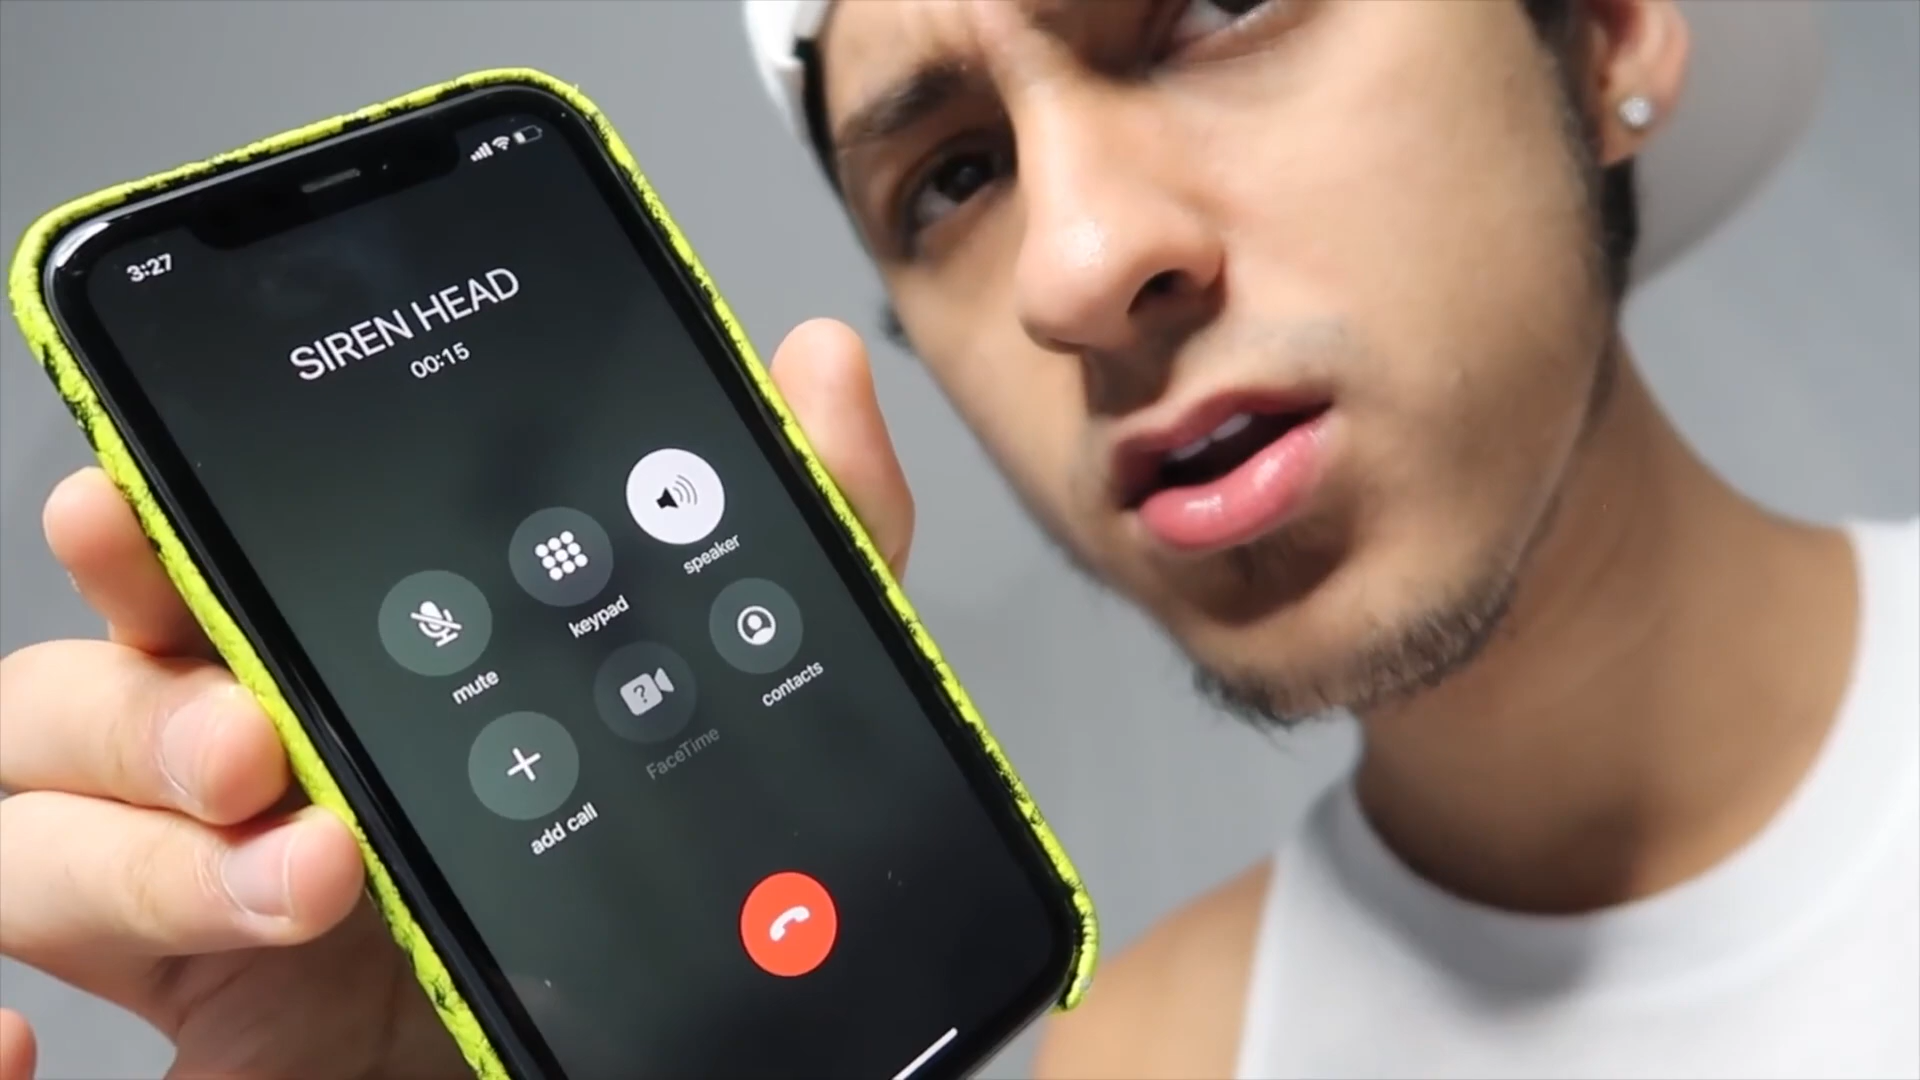 3:27
SIREN HEAD
00:15
mute
keypad
speaker
add call
FaceTime
contacts